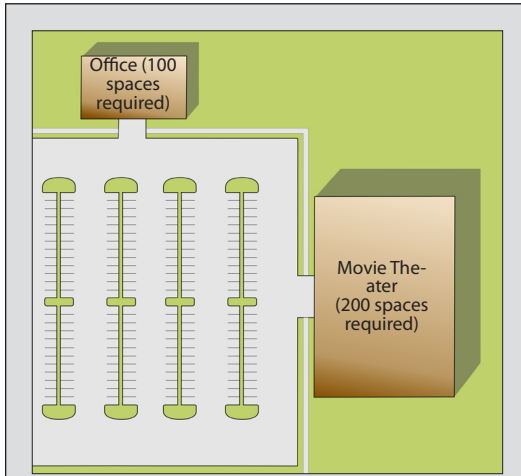 Office (100
spaces
required)
Movie The-
ater
(200 spaces
required)